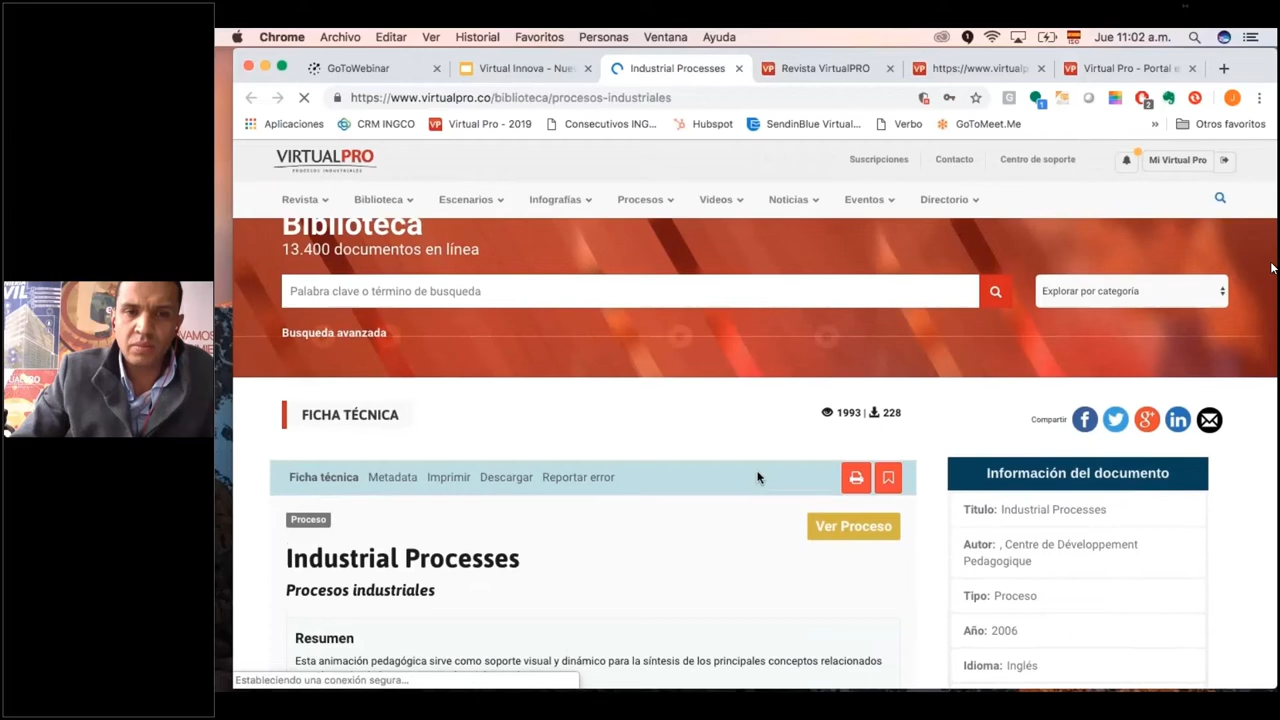 Chrome Archivo Editar Ver Historial Favoritos Personas Ventana Ayuda Jue 11:02 a.m.
GoToWebinar Virtual Innova - Nue Industrial Processes Revista VirtualPRO https://www.virtualp Virtual Pro - Portal e
https://www.virtualpro.co/biblioteca/procesos-industriales
Aplicaciones CRM INGCO Virtual Pro - 2019 Consecutivos ING... Hubspot SendinBlue Virtual... Verbo GoToMeet.Me » Otros favoritos
VIRTUALPRO
PROCESOS INDUSTRIALES
Suscripciones Contacto Centro de soporte Mi Virtual Pro
Revista Biblioteca Escenarios Infografías Procesos Videos Noticias Eventos Directorio
Biblioteca
13.400 documentos en línea
Palabra clave o término de busqueda Explorar por categoría
Busqueda avanzada
FICHA TÉCNICA 1993 | 228 Compartir
Ficha técnica Metadata Imprimir Descargar Reportar error
Información del documento
Proceso
Ver Proceso
Titulo: Industrial Processes
Industrial Processes
Autor: , Centre de Développement
Pedagogique
Procesos industriales
Tipo: Proceso
Año: 2006
Resumen
Idioma: Inglés
Esta animación pedagógica sirve como soporte visual y dinámico para la síntesis de los principales conceptos relacionados
Estableciendo una conexión segura...